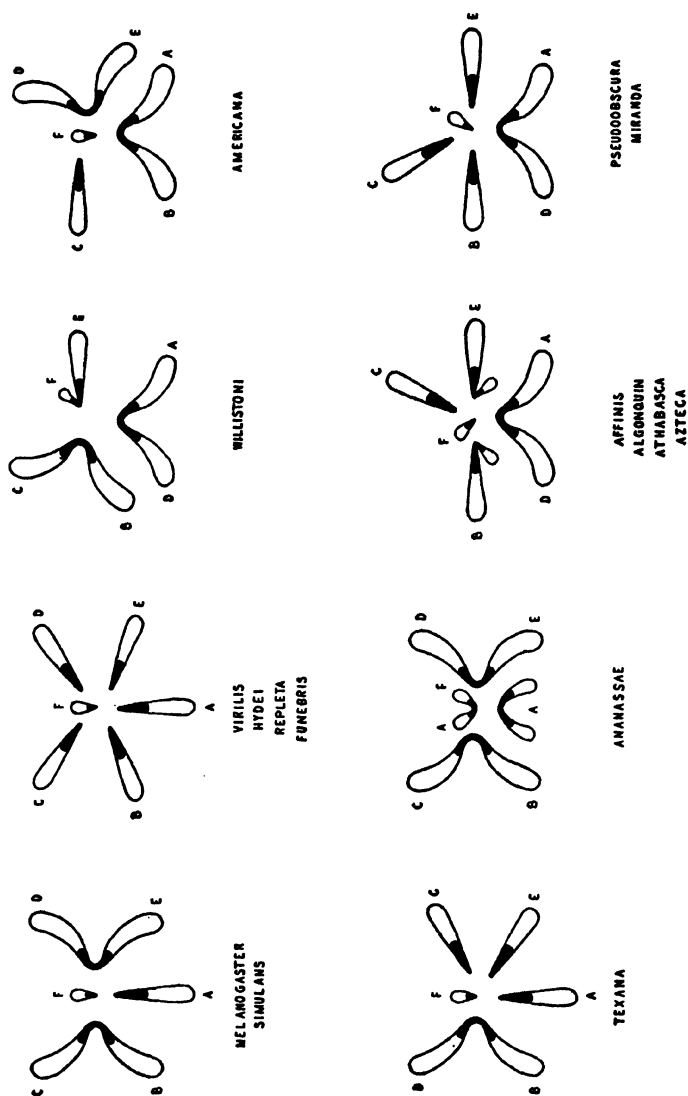 C
F
D
B
A
E
MELANOGASTER
SIMULANS
C
F
D
B
A
E
VIRILIS
HYDEI
REPLETA
FUNEBRIS
C
F
E
B
D
A
WILLISTONI
D
F
E
C
B
A
AMERICANA
D
F
C
B
A
E
TEXANA
C
A
F
D
B
A
E
ANANASSAE
C
F
B
E
D
A
AFFINIS
ALGONQUIN
ATHABASCA
AZTECA
C
F
E
B
D
A
PSEUDOOBSCURA
MIRANDA